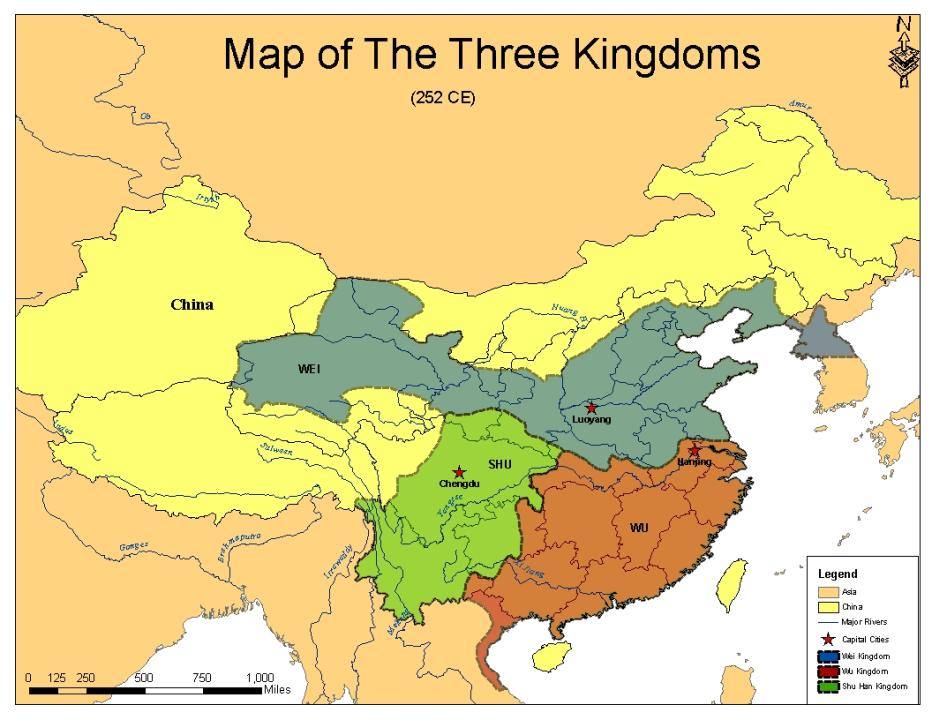 Map of The Three Kingdoms
(252 CE)
N
Ob
Amur
Irtysh
China
Huang He
WEI
Luoyang
Indus
Salween
SHU
Chengdu
Nanjing
Yangtze
WU
Ganges
Brahmaputra
Irrawaddy
Xi Jiang
Mekong
Legend
Asia
China
Major Rivers
Capital Cities
Wei Kingdom
Wu Kingdom
Shu Han Kingdom
0 125 250 500 750 1,000
Miles